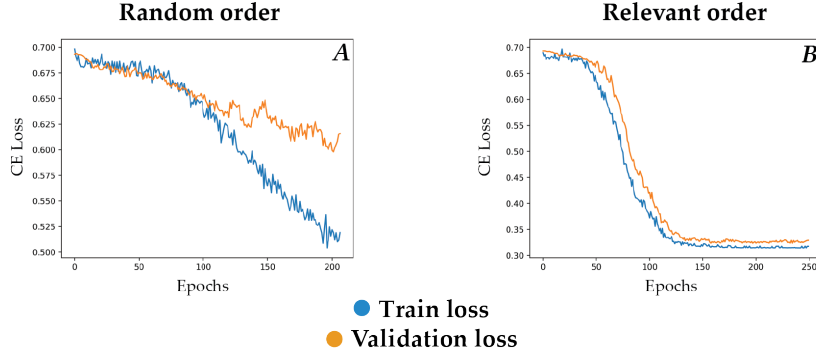 Random order
A
0.700
0.675
0.650
0.625
0.600
0.575
0.550
0.525
0.500
CE Loss
0 50 100 150 200
Epochs
Relevant order
B
0.70
0.65
0.60
0.55
0.50
0.45
0.40
0.35
0.30
CE Loss
0 50 100 150 200 250
Epochs
Train loss
Validation loss